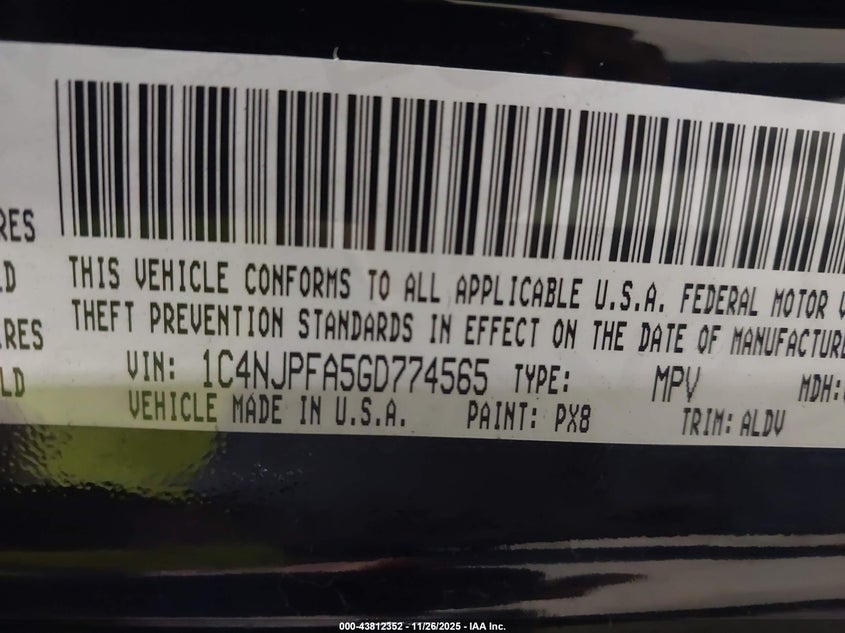 RES
LD
RES
LD
THIS VEHICLE CONFORMS TO ALL APPLICABLE U.S.A. FEDERAL MOTOR
THEFT PREVENTION STANDARDS IN EFFECT ON THE DATE OF MANUFACTURE
VIN: 1C4NJPFA5GD774565 TYPE: MPV MDH:
VEHICLE MADE IN U.S.A. PAINT: PX8 TRIM: ALDV
000-43812352 - 11/26/2025 - IAA Inc.